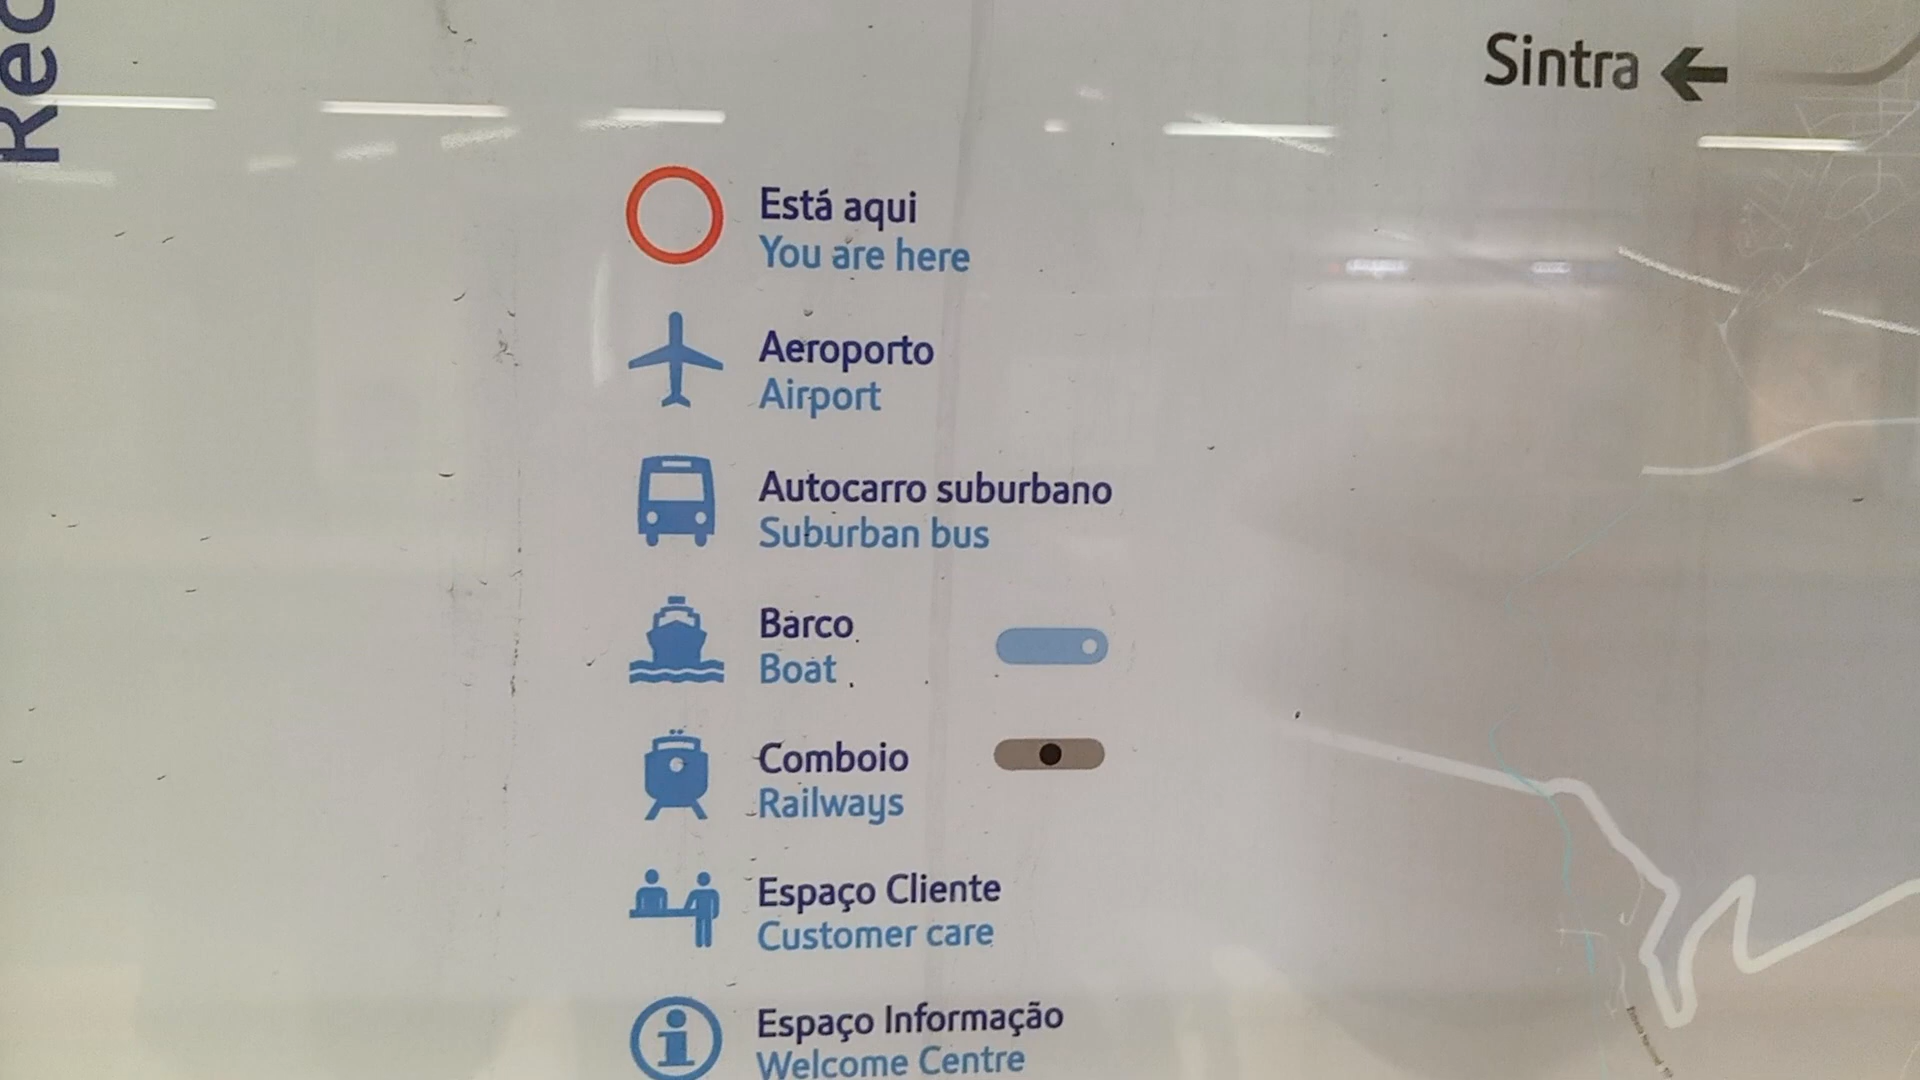 Sintra
Está aqui
You are here
Aeroporto
Airport
Autocarro suburbano
Suburban bus
Barco
Boat
Comboio
Railways
Espaço Cliente
Customer care
Espaço Informação
Welcome Centre